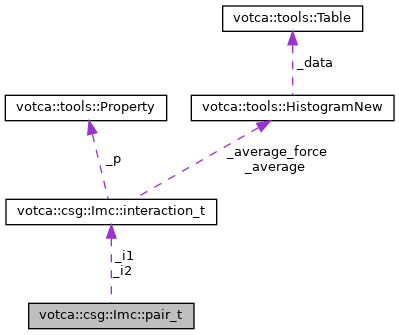 votca::tools::Table
_data
votca::tools::Property
votca::tools::HistogramNew
_p
_average_force
_average
votca::csg::Imc::interaction_t
_i1
_i2
votca::csg::Imc::pair_t